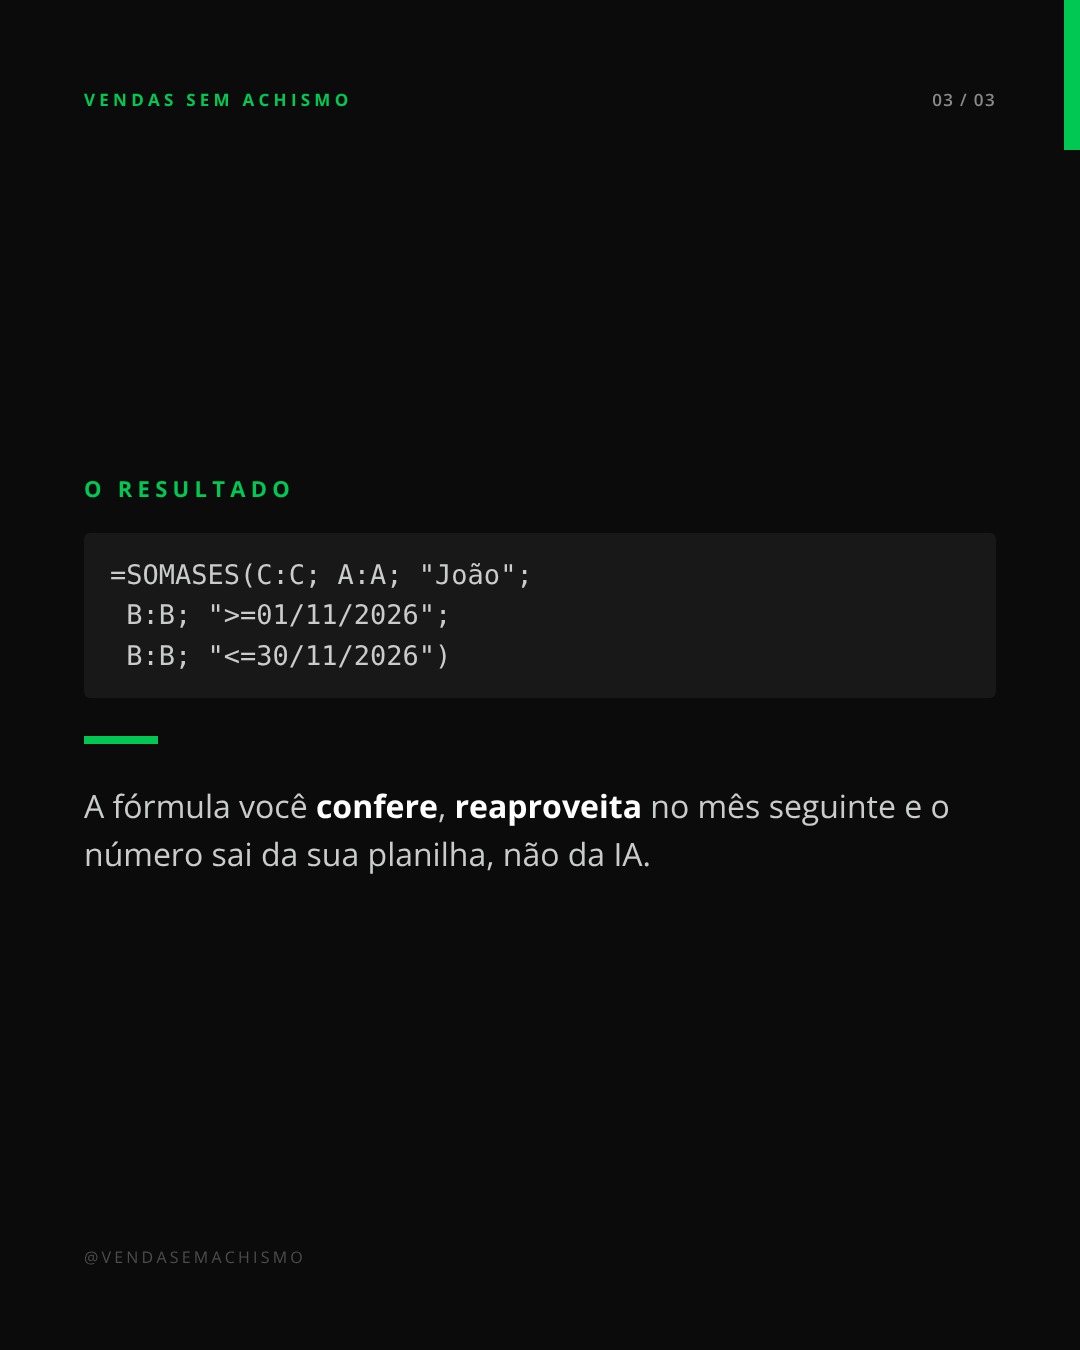 VENDAS SEM ACHISMO
03 / 03
O RESULTADO
=SOMASES(C:C; A:A; "João";
B:B; ">=01/11/2026";
B:B; "<=30/11/2026")
A fórmula você confere, reaproveita no mês seguinte e o
número sai da sua planilha, não da IA.
@VENDASEMACHISMO